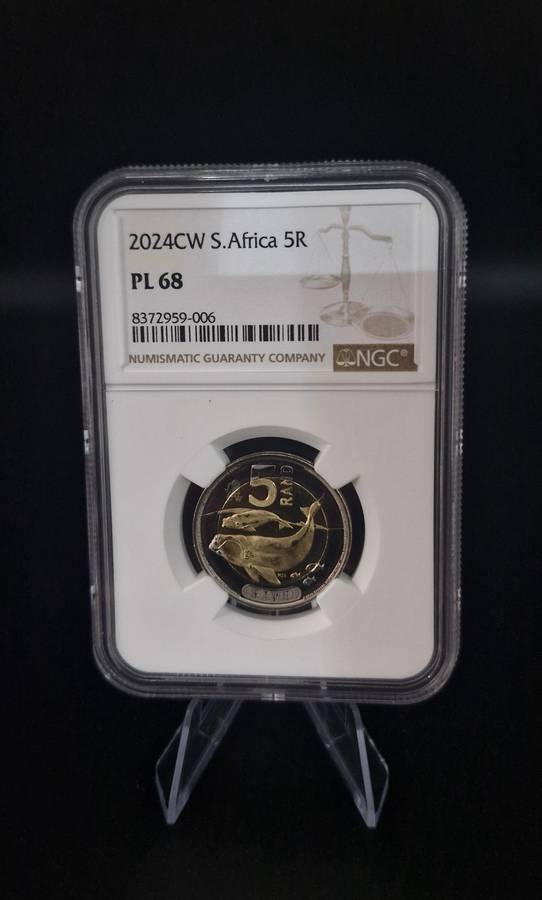 2024CW S.Africa 5R
PL 68
8372959-006
NUMISMATIC GUARANTY COMPANY
NGC®
5
RAND